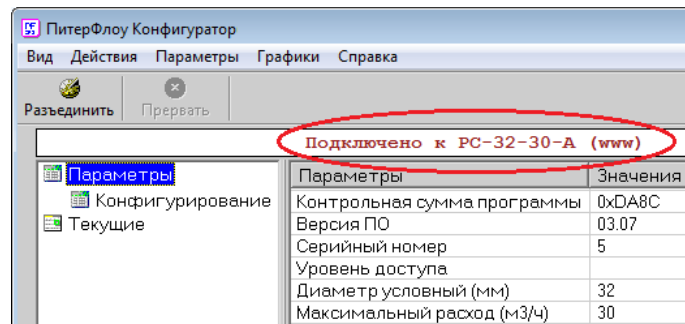 ПитерФлоу Конфигуратор
Вид Действия Параметры Графики Справка
Разъединить Прервать
Подключено к РС-32-30-А (www)
Параметры
Конфигурирование
Текущие
Параметры Значения
Контрольная сумма программы 0xDA8C
Версия ПО 03.07
Серийный номер 5
Уровень доступа
Диаметр условный (мм) 32
Максимальный расход (м3/ч) 30